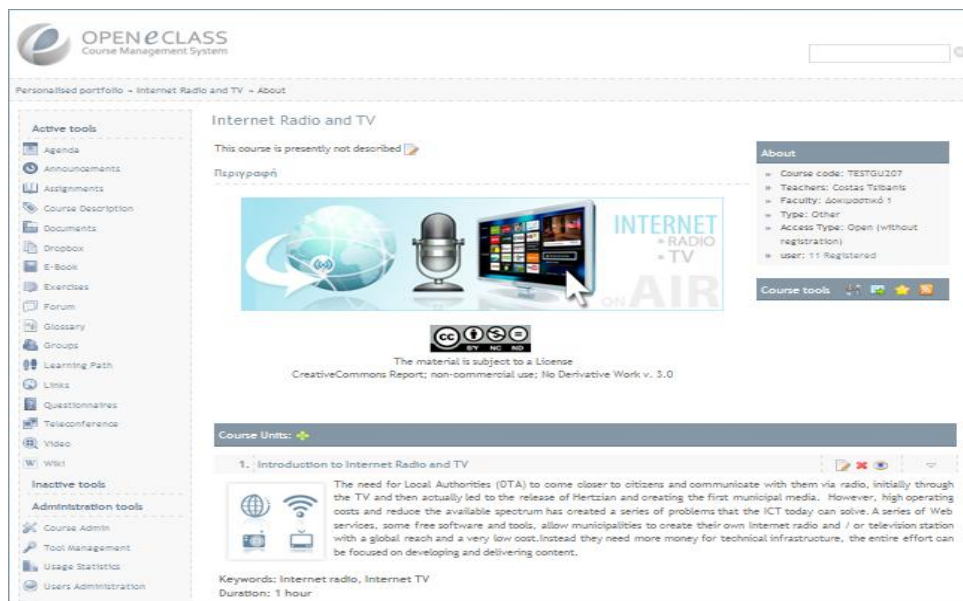 OPEN eCLASS
Course Management System
Personalised portfolio » Internet Radio and TV » About
Active tools
Agenda
Announcements
Assignments
Course Description
Documents
Dropbox
E-Book
Exercises
Forum
Glossary
Groups
Learning Path
Links
Questionnaires
Teleconference
Video
Wiki
Inactive tools
Administration tools
Course Admin
Tool Management
Usage Statistics
Users Administration
Internet Radio and TV
This course is presently not described
Περιγραφή
INTERNET
• RADIO
• TV
ON AIR
cc
BY NC ND
The material is subject to a License
CreativeCommons Report; non-commercial use; No Derivative Work v. 3.0
About
» Course code: TESTGU207
» Teachers: Costas Tsibanis
» Faculty: Δοκιμαστικό 1
» Type: Other
» Access Type: Open (without
registration)
» user: 11 Registered
Course tools
Course Units:
1. Introduction to Internet Radio and TV
The need for Local Authorities (OTA) to come closer to citizens and communicate with them via radio, initially through
the TV and then actually led to the release of Hertzian and creating the first municipal media. However, high operating
costs and reduce the available spectrum has created a series of problems that the ICT today can solve. A series of Web
services, some free software and tools, allow municipalities to create their own Internet radio and / or television station
with a global reach and a very low cost.Instead they need more money for technical infrastructure, the entire effort can
be focused on developing and delivering content.
Keywords: Internet radio, Internet TV
Duration: 1 hour